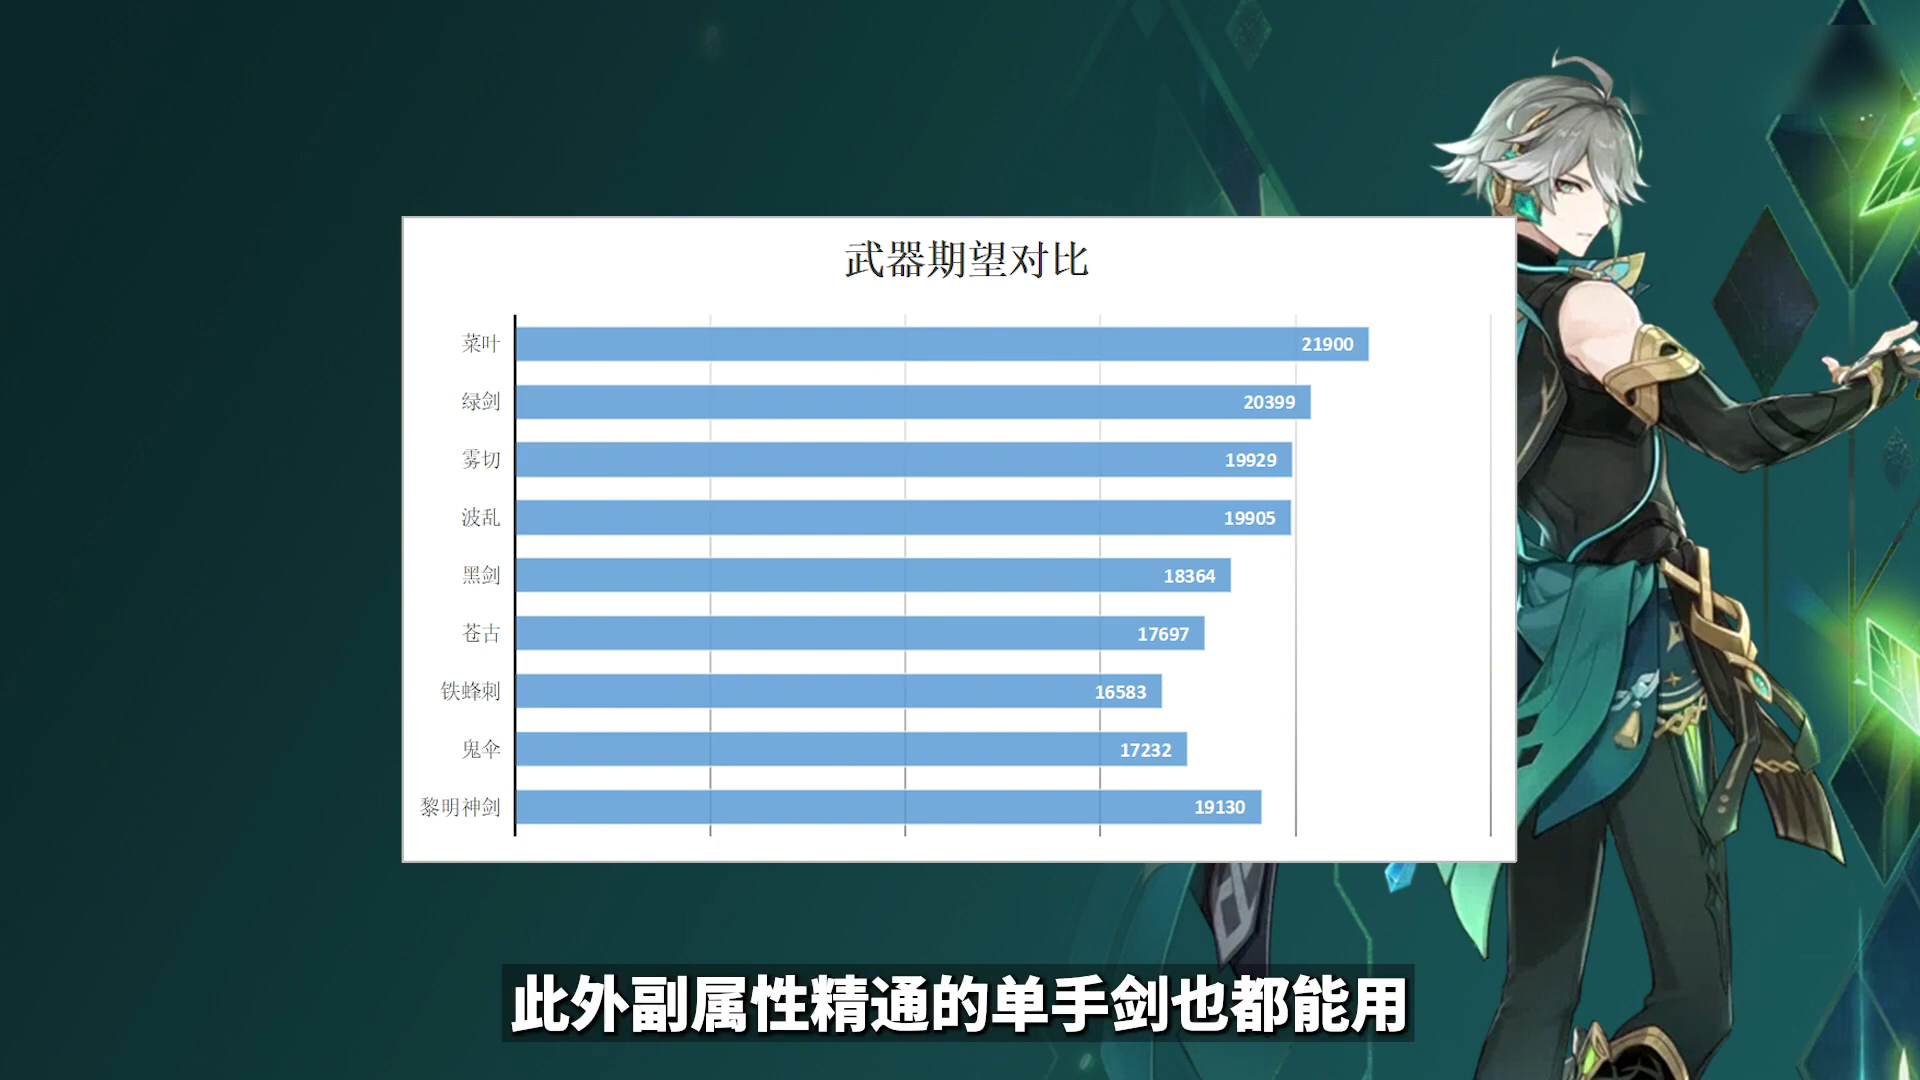 武器期望对比
菜叶 21900
绿剑 20399
雾切 19929
波乱 19905
黑剑 18364
苍古 17697
铁蜂刺 16583
鬼伞 17232
黎明神剑 19130
此外副属性精通的单手剑也都能用